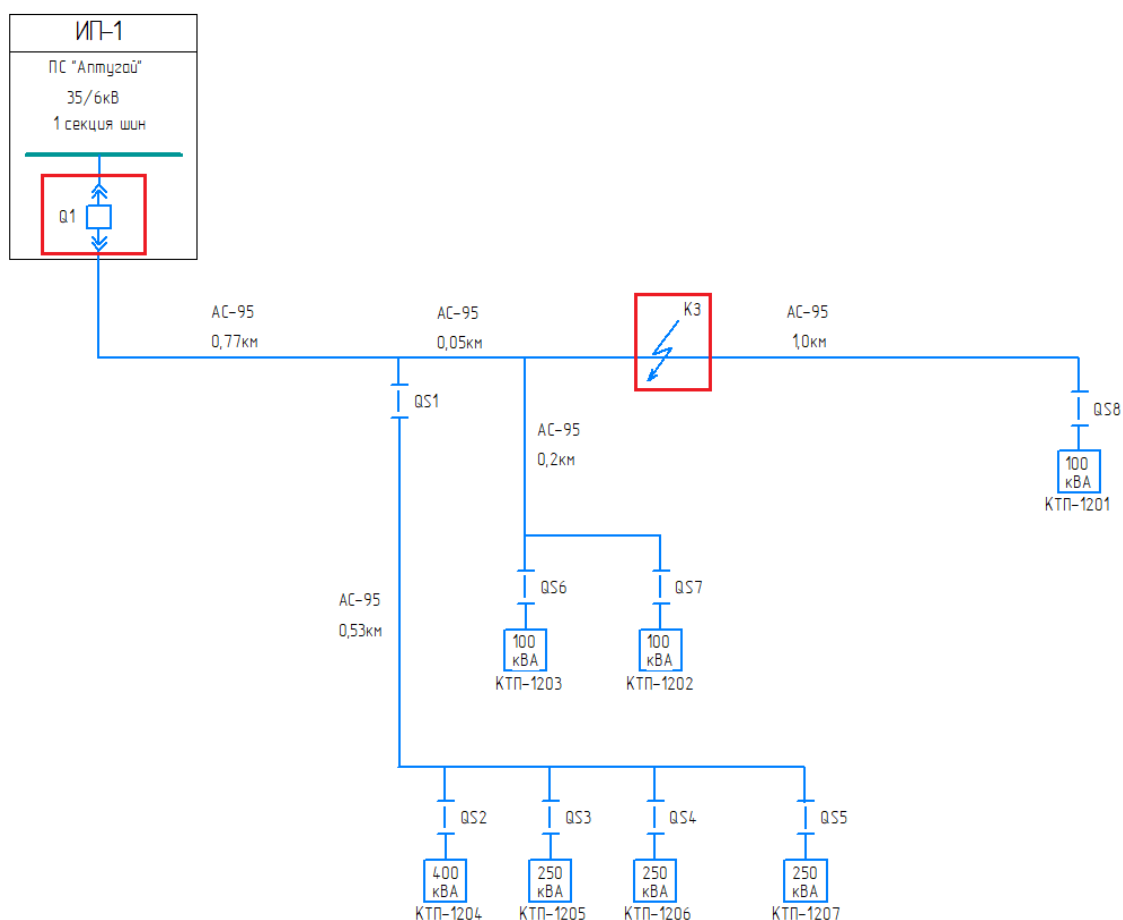 ИП-1
ПС "Алтугай"
35/6кВ
1 секция шин
Q1
АС-95
0,77км
АС-95
0,05км
КЗ
АС-95
1,0км
QS1
QS8
АС-95
0,2км
100
кВА
КТП-1201
QS6
QS7
АС-95
0,53км
100
кВА
КТП-1203
100
кВА
КТП-1202
QS2
QS3
QS4
QS5
400
кВА
КТП-1204
250
кВА
КТП-1205
250
кВА
КТП-1206
250
кВА
КТП-1207